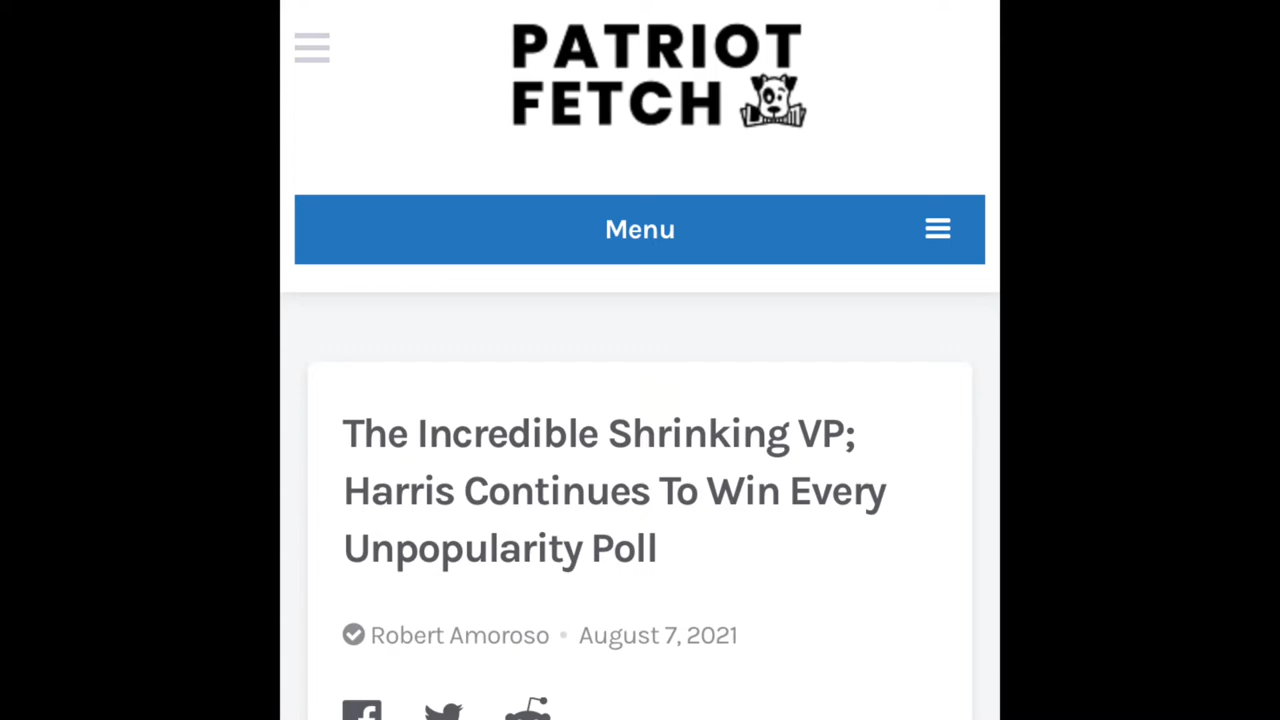 PATRIOT
FETCH
Menu
The Incredible Shrinking VP;
Harris Continues To Win Every
Unpopularity Poll
Robert Amoroso • August 7, 2021